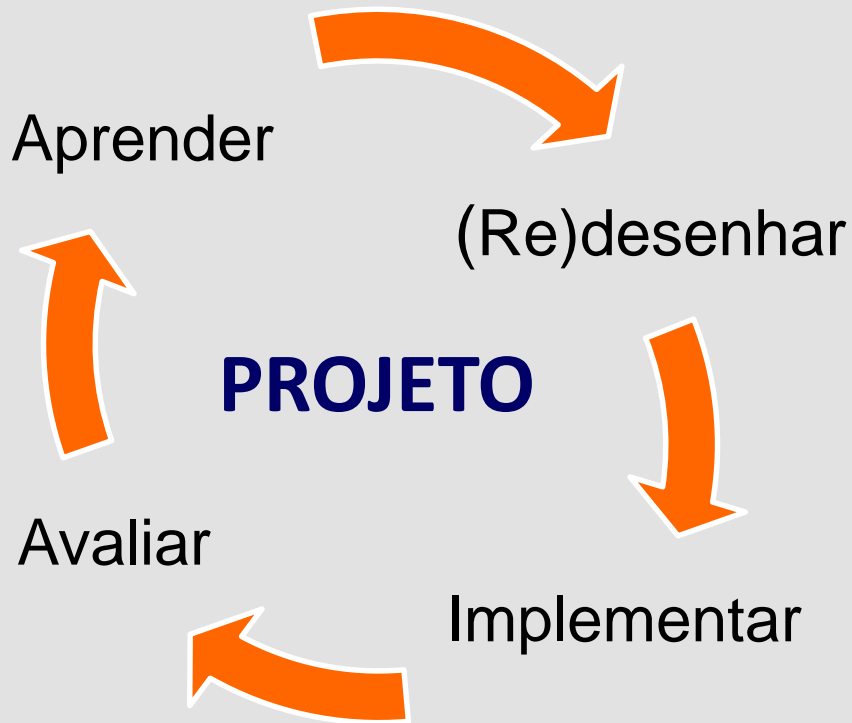 Aprender
(Re)desenhar
PROJETO
Avaliar
Implementar